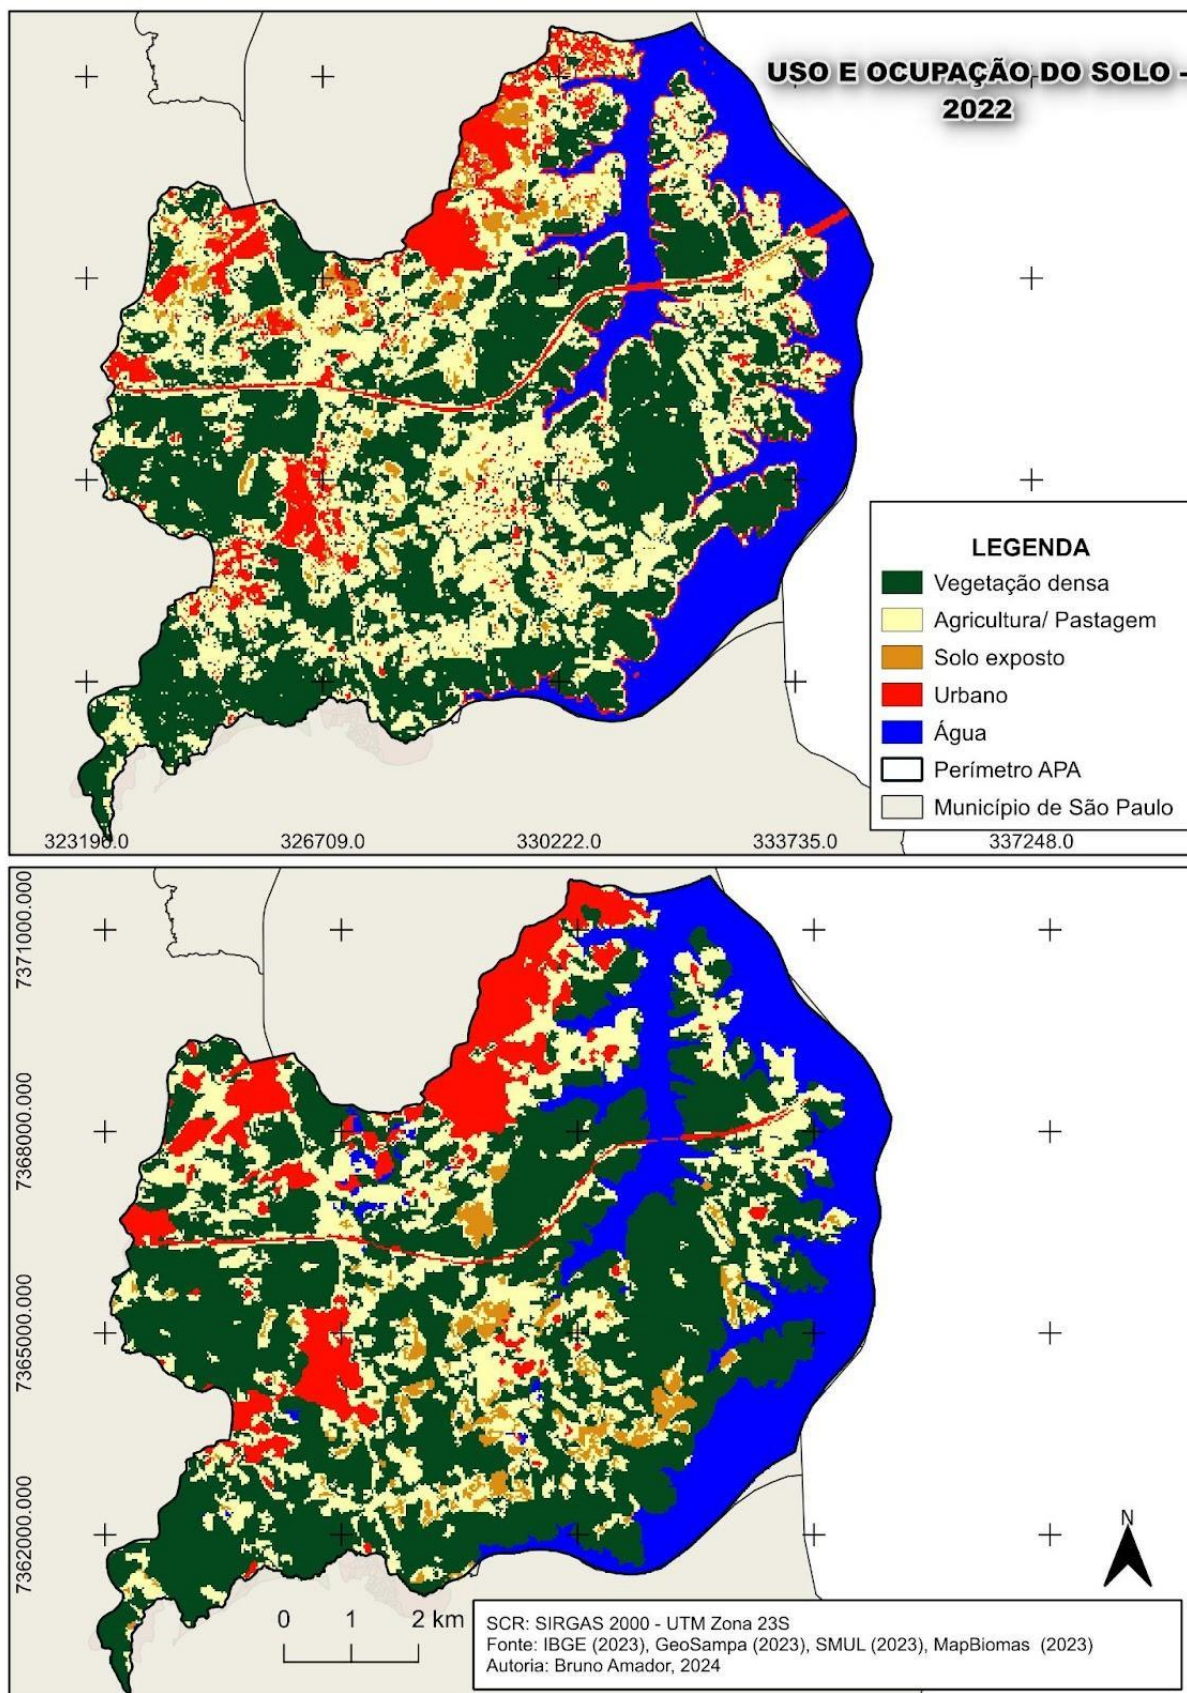 USO E OCUPAÇÃO DO SOLO -
2022
LEGENDA
Vegetação densa
Agricultura/ Pastagem
Solo exposto
Urbano
Água
Perímetro APA
Município de São Paulo
323196.0 326709.0 330222.0 333735.0 337248.0
7371000.000
7368000.000
7365000.000
7362000.000
N
0 1 2 km
SCR: SIRGAS 2000 - UTM Zona 23S
Fonte: IBGE (2023), GeoSampa (2023), SMUL (2023), MapBiomas (2023)
Autoria: Bruno Amador, 2024